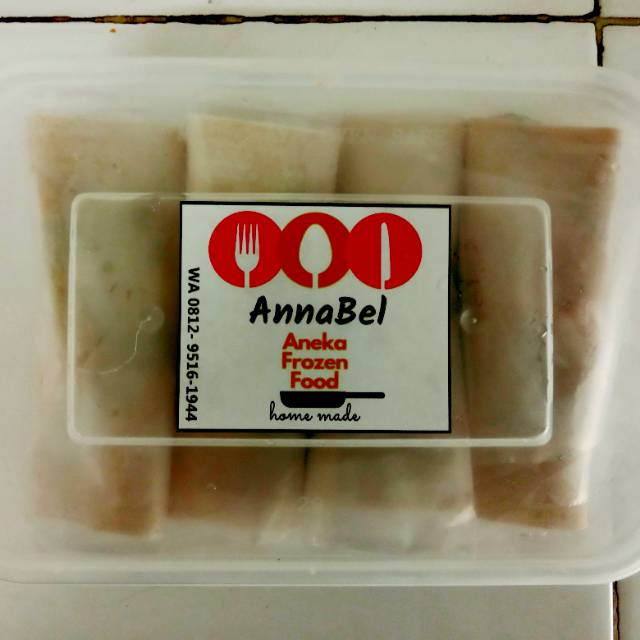 AnnaBel
Aneka
Frozen
Food
home made
WA 0812- 9516-1944